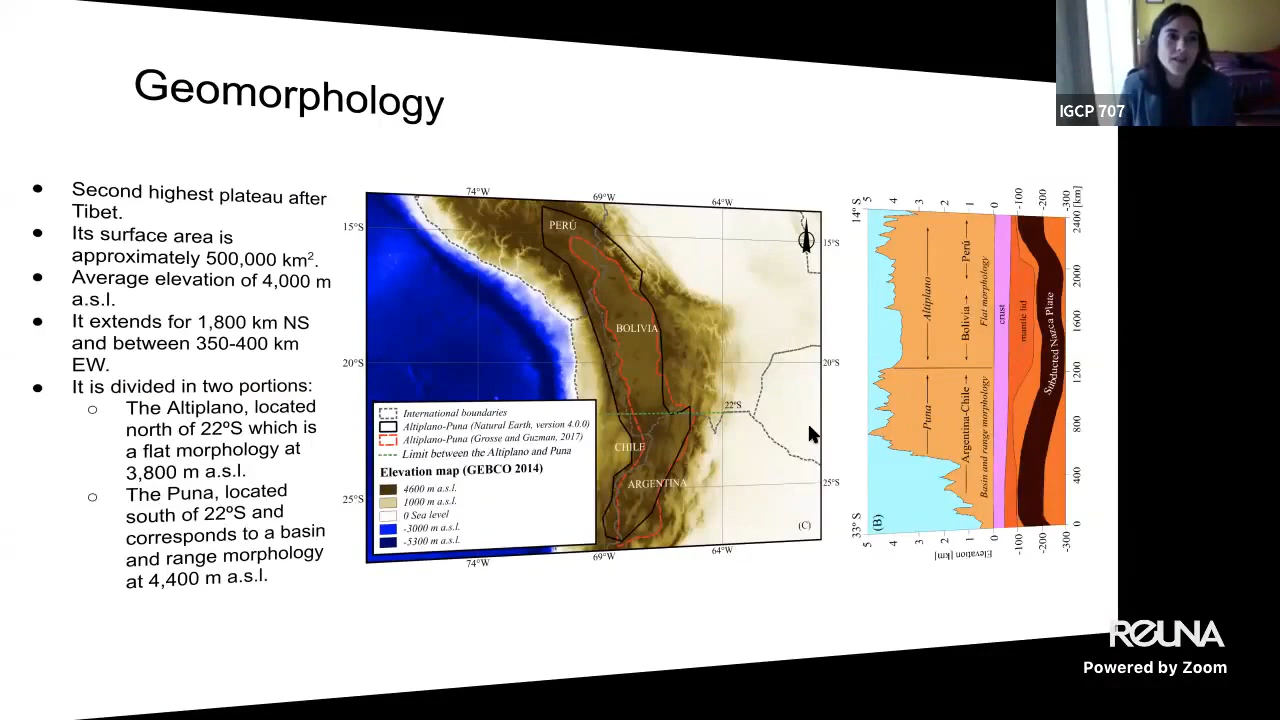 Geomorphology
● Second highest plateau after
Tibet.
● Its surface area is
approximately 500,000 km².
● Average elevation of 4,000 m
a.s.l.
● It extends for 1,800 km NS
and between 350-400 km
EW.
● It is divided in two portions:
○ The Altiplano, located
north of 22ºS which is
a flat morphology at
3,800 m a.s.l.
○ The Puna, located
south of 22ºS and
corresponds to a basin
and range morphology
at 4,400 m a.s.l.
74°W 69°W 64°W
15°S 15°S
20°S 20°S
25°S 25°S
74°W 69°W 64°W
PERÚ
BOLIVIA
22°S
CHILE
ARGENTINA
(C)
International boundaries
Altiplano-Puna (Natural Earth, version 4.0.0)
Altiplano-Puna (Grosse and Guzman, 2017)
Limit between the Altiplano and Puna
Elevation map (GEBCO 2014)
4600 m a.s.l.
1000 m a.s.l.
0 Sea level
-3000 m a.s.l.
-5300 m a.s.l.
14° S
33° S
(B)
5 4 3 2 1 0 -100 -200 -300 [km]
5 4 3 2 1 0 -100 -200 -300
Elevation [km]
0 400 800 1200 1600 2000 2400
Puna
Altiplano
Argentina-Chile
Bolivia
Perú
Basin and range morphology
Flat morphology
crust
mantle lid
Subducted Nazca Plate
IGCP 707
REUNA
Powered by Zoom